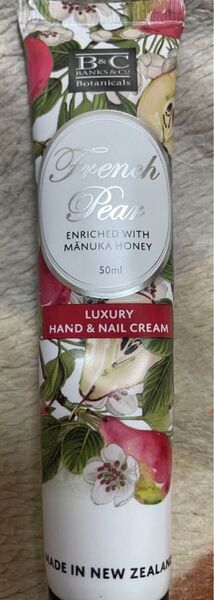 B&C
BANKS & CO
Botanicals
French
Pear
ENRICHED WITH
MĀNUKA HONEY
50ml
LUXURY
HAND & NAIL CREAM
MADE IN NEW ZEALAND